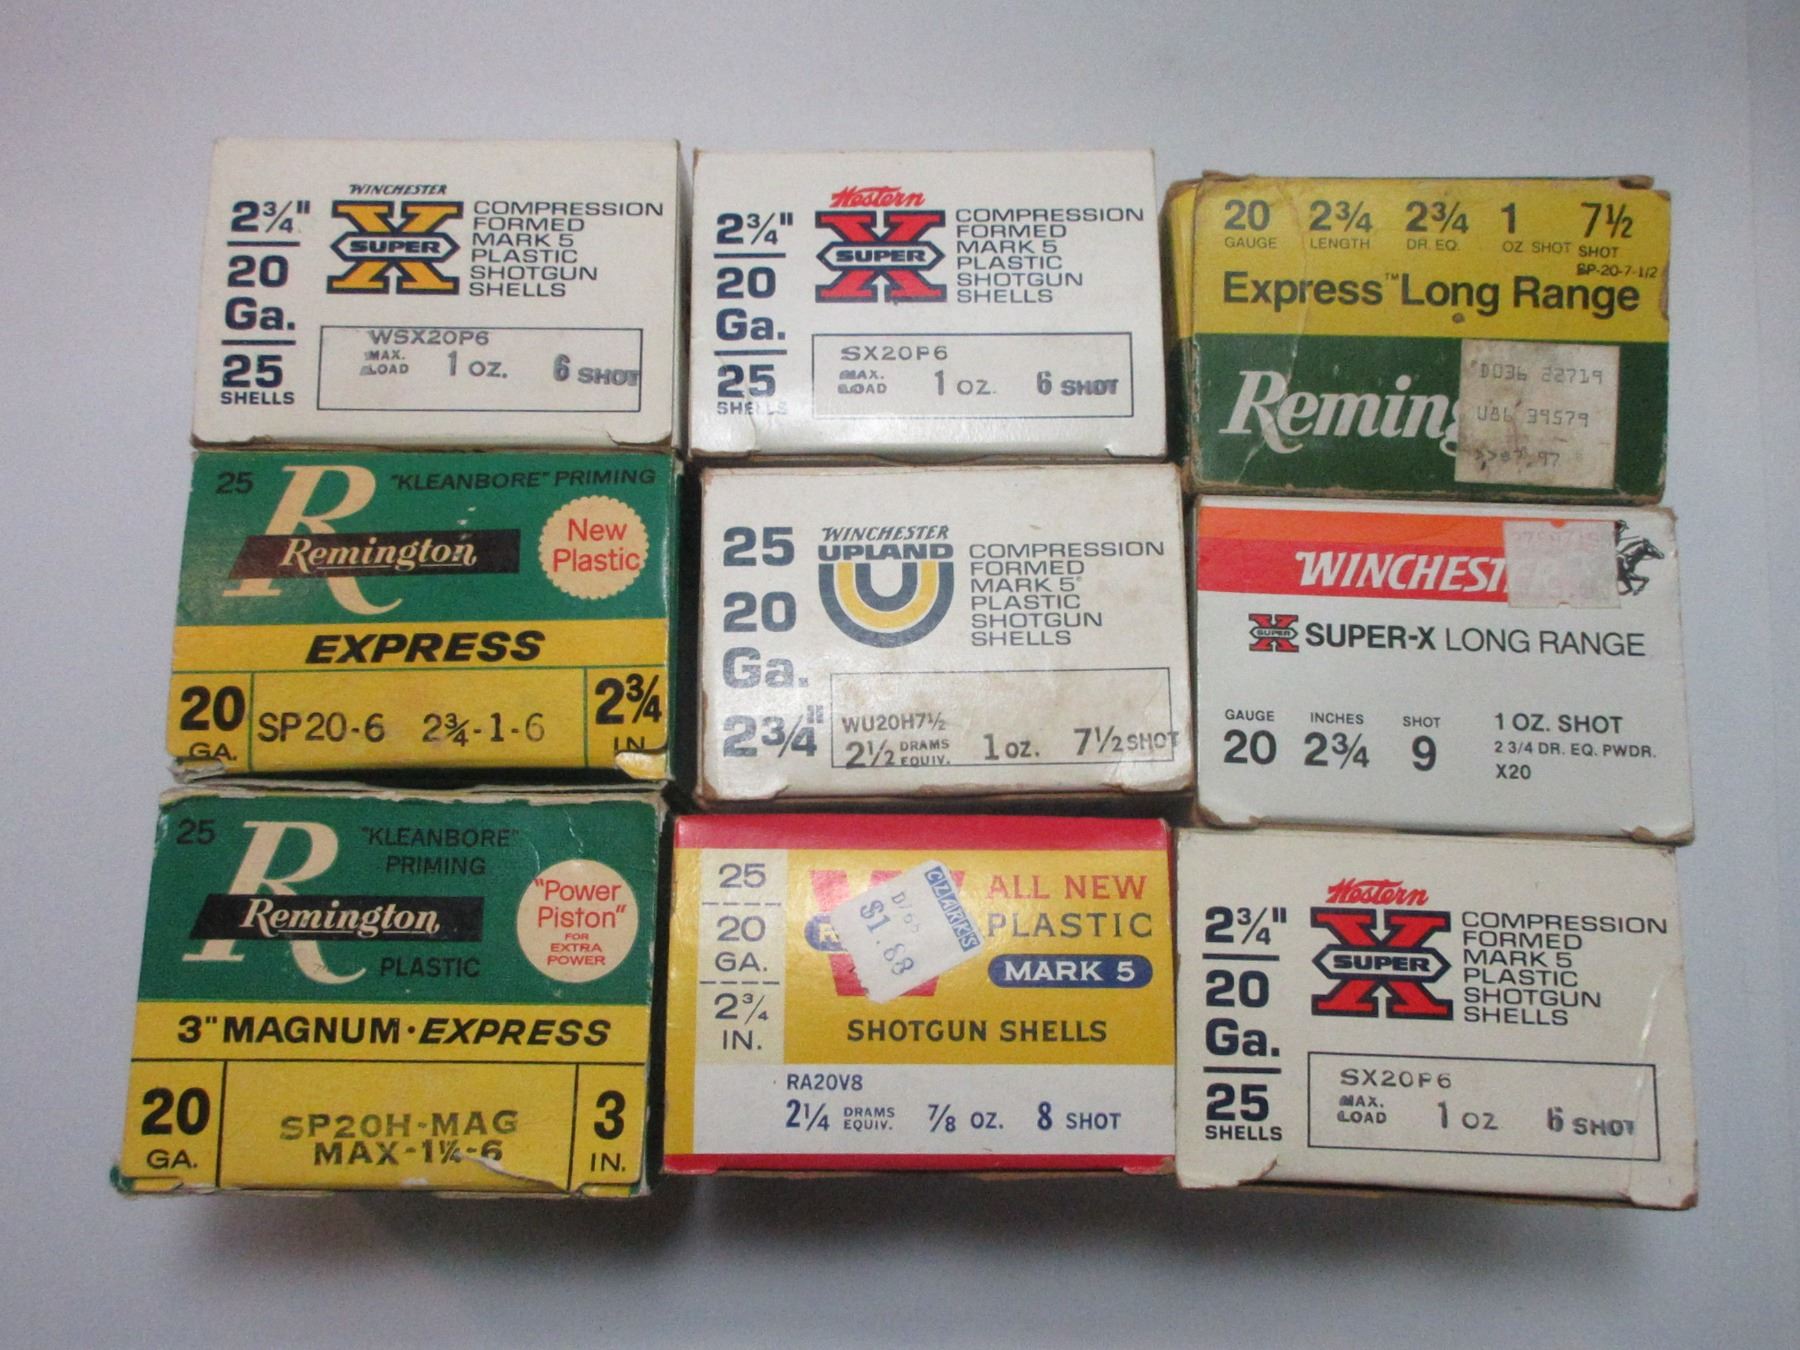 WINCHESTER
SUPER X
2¾"
20
Ga.
25
SHELLS
COMPRESSION
FORMED
MARK 5
PLASTIC
SHOTGUN
SHELLS
WSX20P6
MAX. LOAD 1 OZ. 6 SHOT
Western
SUPER X
2¾"
20
Ga.
25
SHELLS
COMPRESSION
FORMED
MARK 5
PLASTIC
SHOTGUN
SHELLS
SX20P6
MAX. LOAD 1 OZ. 6 SHOT
20 2¾ 2¾ 1 7½
GAUGE LENGTH DR. EQ. OZ SHOT SHOT
SP-20-7-1/2
Express™ Long Range
Reming
D036 22719
U86 39579
97
25 "KLEANBORE" PRIMING
R
Remington
New
Plastic
EXPRESS
20 GA.
SP20-6 2¾-1-6
2¾ IN.
25
20
Ga.
2¾"
WINCHESTER
UPLAND
COMPRESSION
FORMED
MARK 5®
PLASTIC
SHOTGUN
SHELLS
WU20H7½
2½ DRAMS EQUIV. 1 OZ. 7½ SHOT
WINCHEST
X SUPER SUPER-X LONG RANGE
GAUGE INCHES SHOT
20 2¾ 9
1 OZ. SHOT
2 3/4 DR. EQ. PWDR.
X20
25 "KLEANBORE"
PRIMING
R
Remington
PLASTIC
"Power
Piston"
FOR
EXTRA
POWER
3" MAGNUM · EXPRESS
20
GA.
SP20H-MAG
MAX-1¼-6
3
IN.
25
20
GA.
2¾
IN.
CLARK'S
$1.88
ALL NEW
PLASTIC
MARK 5
SHOTGUN SHELLS
RA20V8
2¼ DRAMS EQUIV. ⅞ OZ. 8 SHOT
Western
SUPER X
2¾"
20
Ga.
25
SHELLS
COMPRESSION
FORMED
MARK 5
PLASTIC
SHOTGUN
SHELLS
SX20P6
MAX. LOAD 1 OZ 6 SHOT